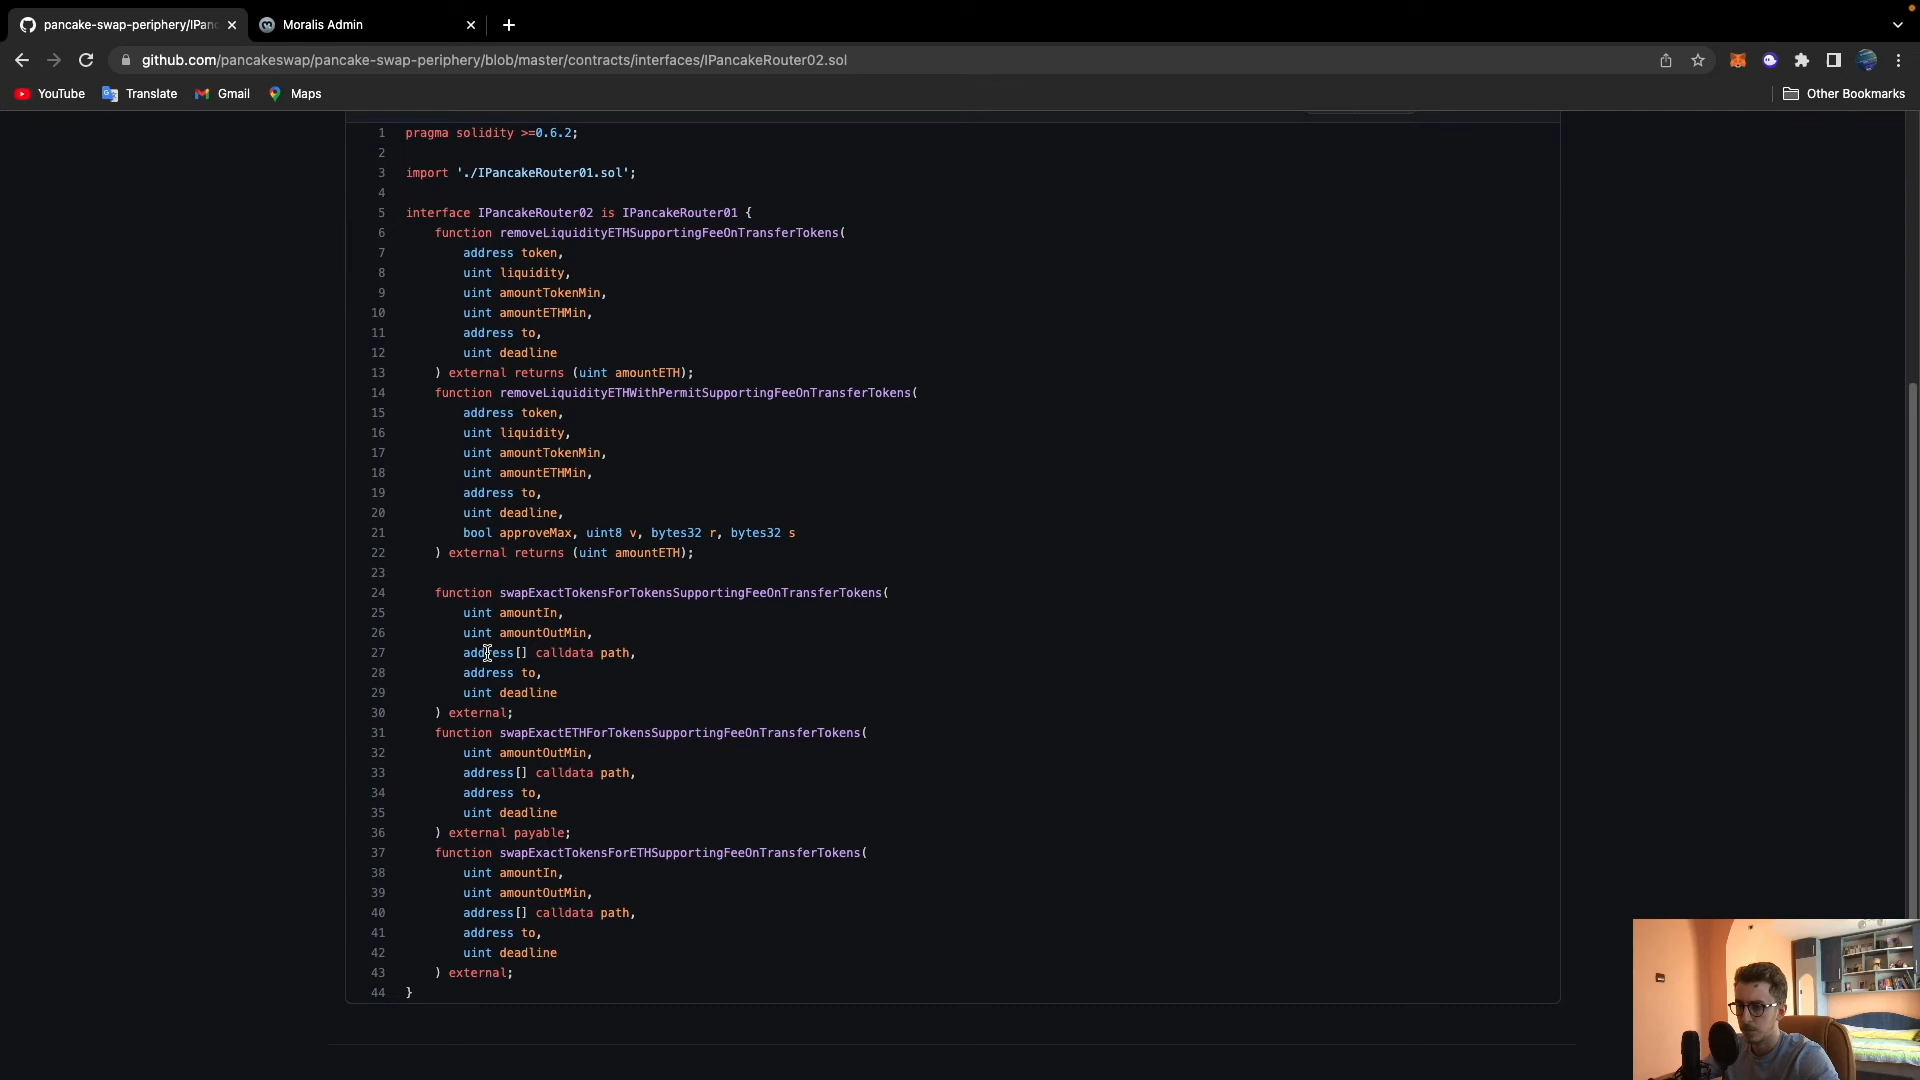 pancake-swap-periphery/IPan
Moralis Admin
github.com/pancakeswap/pancake-swap-periphery/blob/master/contracts/interfaces/IPancakeRouter02.sol
YouTube
Translate
Gmail
Maps
Other Bookmarks
1 pragma solidity >=0.6.2;
2
3 import './IPancakeRouter01.sol';
4
5 interface IPancakeRouter02 is IPancakeRouter01 {
6 function removeLiquidityETHSupportingFeeOnTransferTokens(
7 address token,
8 uint liquidity,
9 uint amountTokenMin,
10 uint amountETHMin,
11 address to,
12 uint deadline
13 ) external returns (uint amountETH);
14 function removeLiquidityETHWithPermitSupportingFeeOnTransferTokens(
15 address token,
16 uint liquidity,
17 uint amountTokenMin,
18 uint amountETHMin,
19 address to,
20 uint deadline,
21 bool approveMax, uint8 v, bytes32 r, bytes32 s
22 ) external returns (uint amountETH);
23
24 function swapExactTokensForTokensSupportingFeeOnTransferTokens(
25 uint amountIn,
26 uint amountOutMin,
27 address[] calldata path,
28 address to,
29 uint deadline
30 ) external;
31 function swapExactETHForTokensSupportingFeeOnTransferTokens(
32 uint amountOutMin,
33 address[] calldata path,
34 address to,
35 uint deadline
36 ) external payable;
37 function swapExactTokensForETHSupportingFeeOnTransferTokens(
38 uint amountIn,
39 uint amountOutMin,
40 address[] calldata path,
41 address to,
42 uint deadline
43 ) external;
44 }